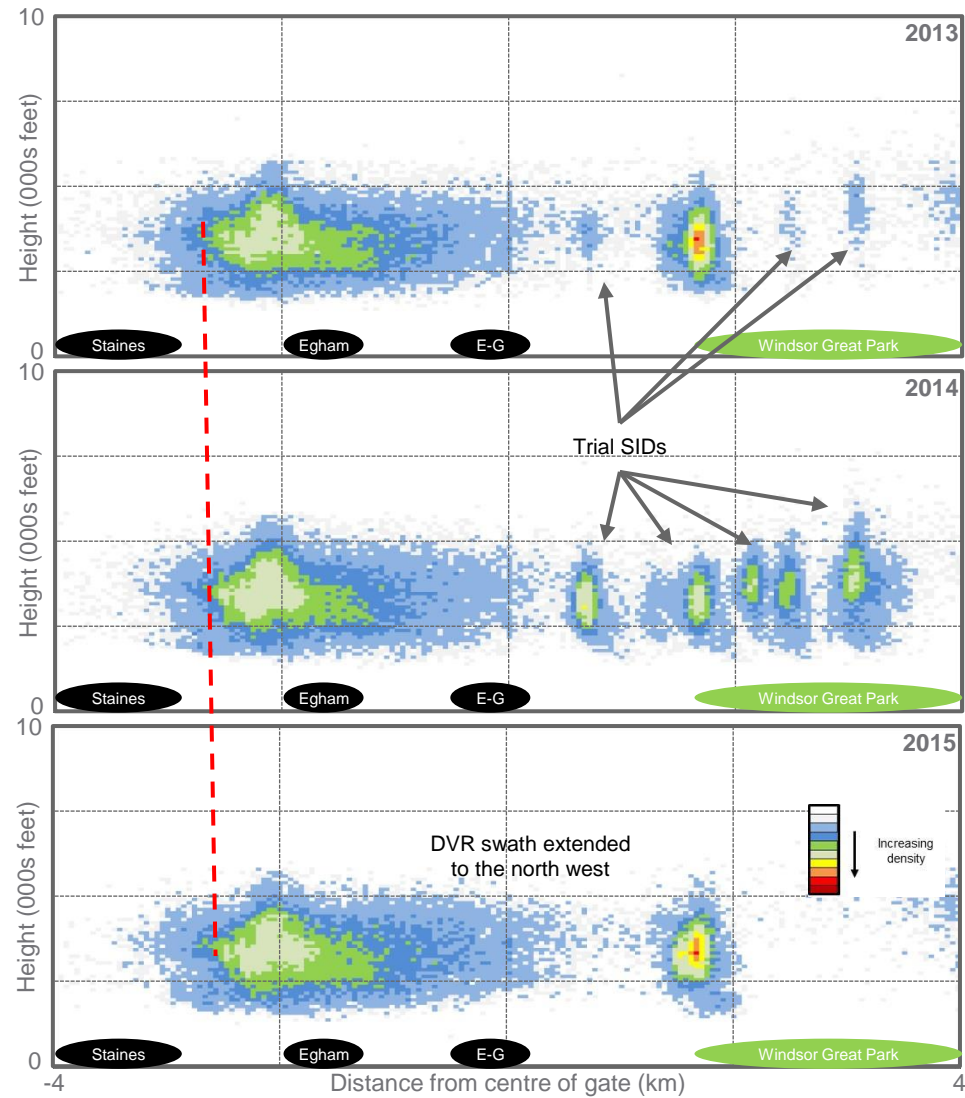 10
2013
Height (000s feet)
0
Staines
Egham
E-G
Windsor Great Park
10
2014
Trial SIDs
Height (000s feet)
0
Staines
Egham
E-G
Windsor Great Park
10
2015
DVR swath extended
to the north west
Increasing
density
Height (000s feet)
0
Staines
Egham
E-G
Windsor Great Park
-4
Distance from centre of gate (km)
4